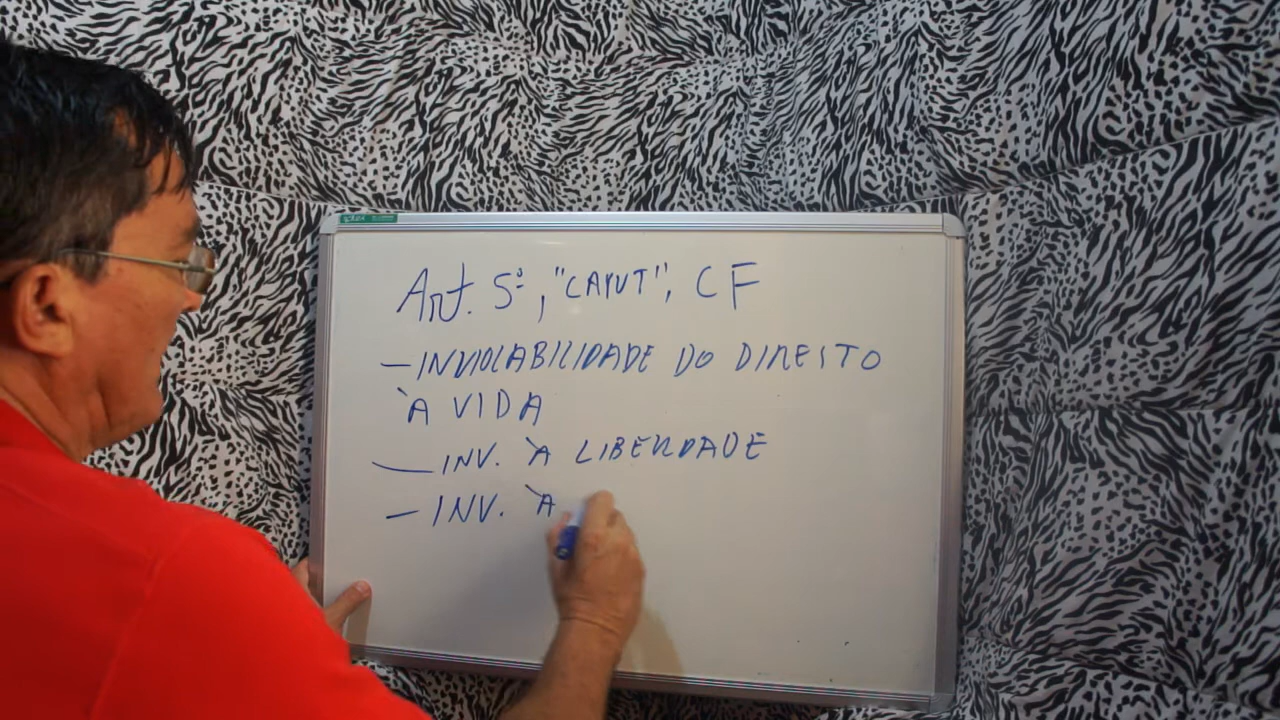 Art. 5º, "CAPUT", CF
— INVIOLABILIDADE DO DIREITO
À VIDA
— INV. À LIBERDADE
— INV. À